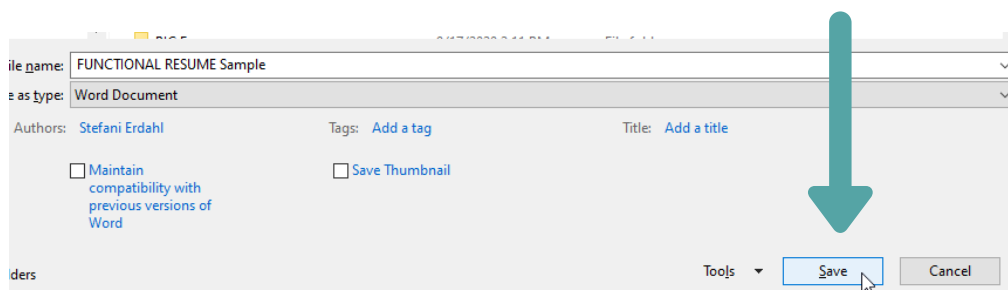 File name: FUNCTIONAL RESUME Sample
e as type: Word Document
Authors: Stefani Erdahl Tags: Add a tag Title: Add a title
Maintain compatibility with previous versions of Word
Save Thumbnail
lders Tools Save Cancel